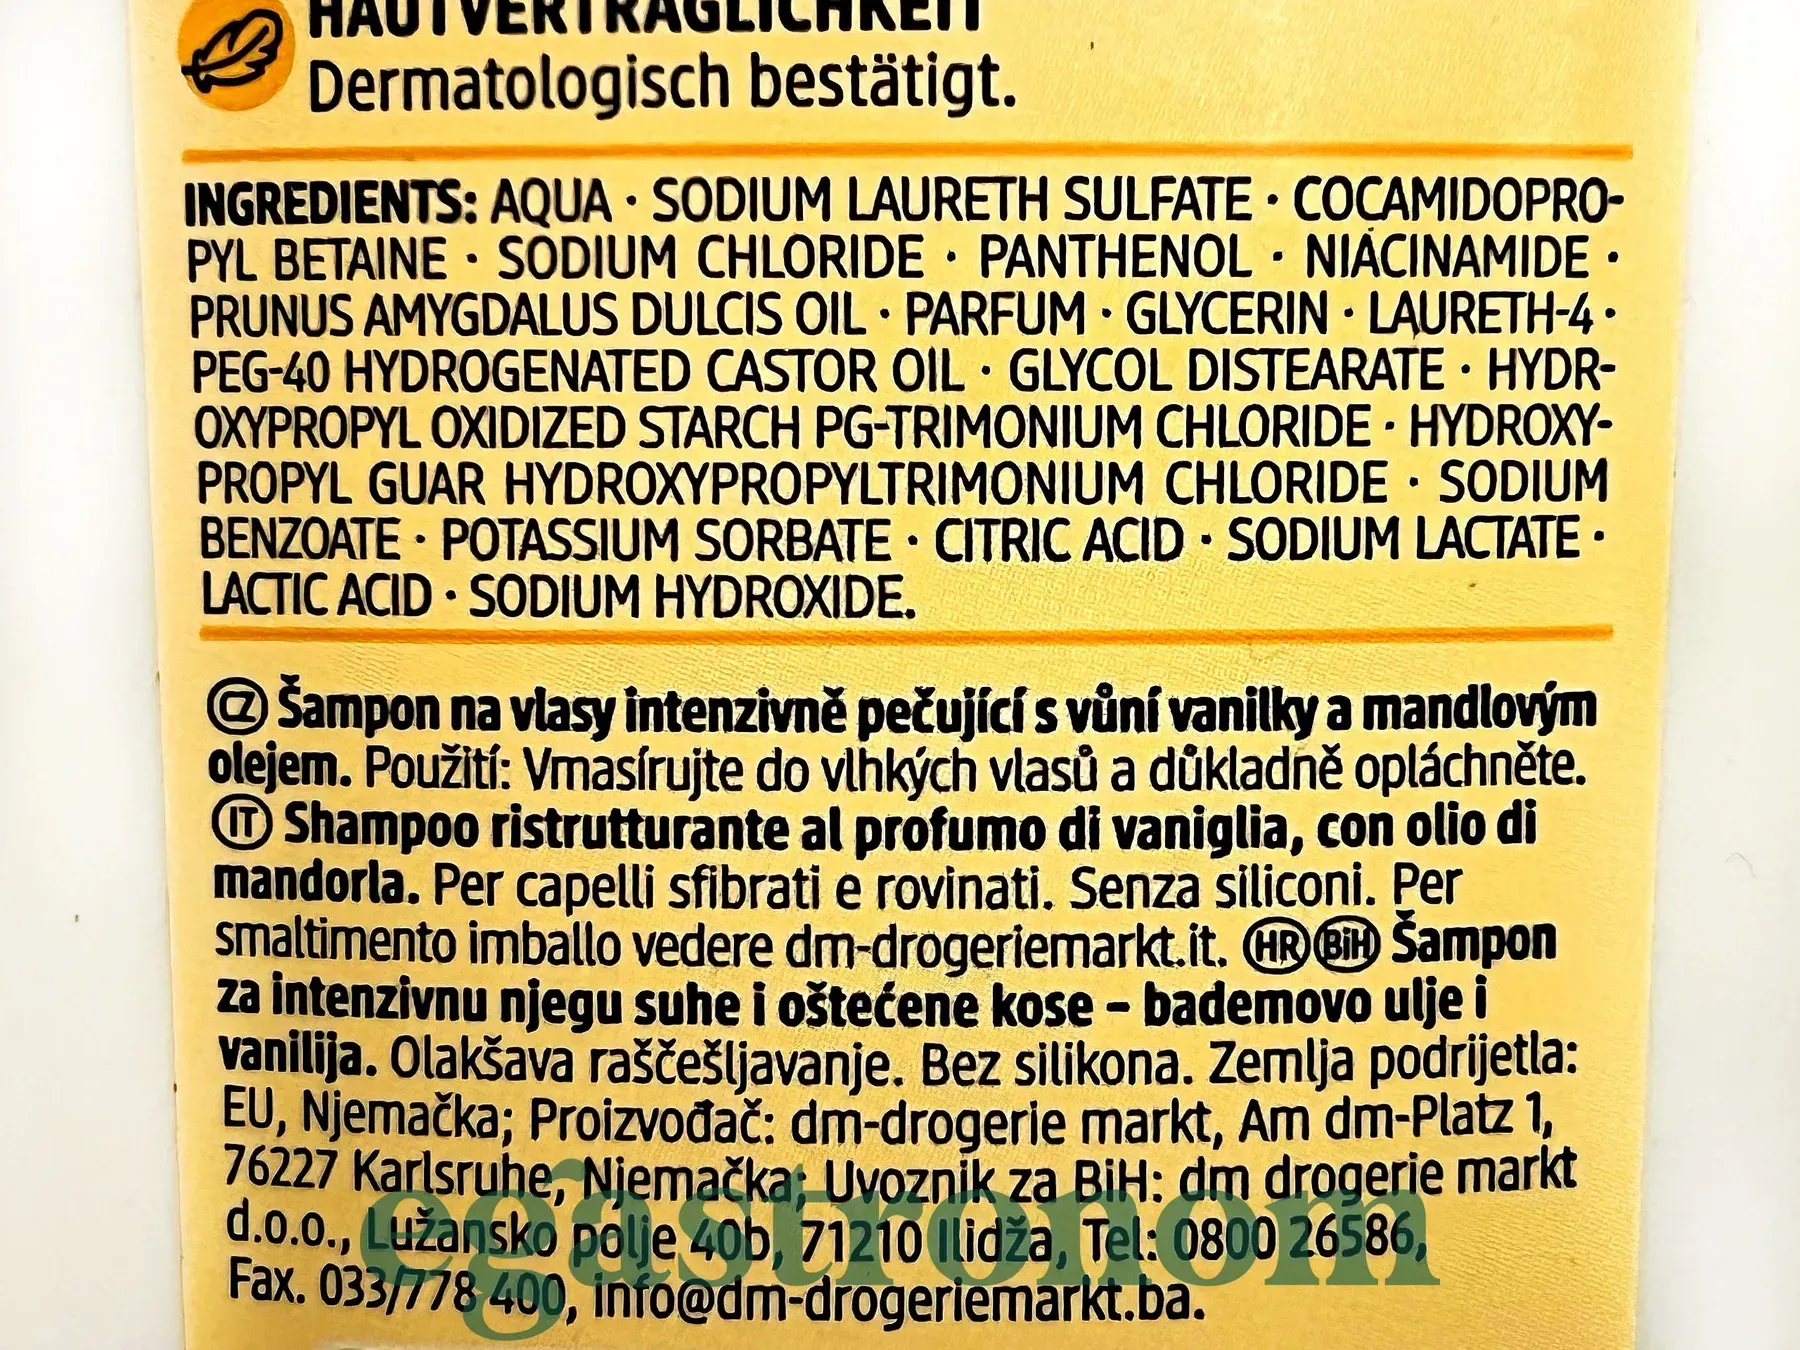 HAUTVERTRÄGLICHKEIT
Dermatologisch bestätigt.
INGREDIENTS: AQUA · SODIUM LAURETH SULFATE · COCAMIDOPRO-
PYL BETAINE · SODIUM CHLORIDE · PANTHENOL · NIACINAMIDE ·
PRUNUS AMYGDALUS DULCIS OIL · PARFUM · GLYCERIN · LAURETH-4 ·
PEG-40 HYDROGENATED CASTOR OIL · GLYCOL DISTEARATE · HYDR-
OXYPROPYL OXIDIZED STARCH PG-TRIMONIUM CHLORIDE · HYDROXY-
PROPYL GUAR HYDROXYPROPYLTRIMONIUM CHLORIDE · SODIUM
BENZOATE · POTASSIUM SORBATE · CITRIC ACID · SODIUM LACTATE ·
LACTIC ACID · SODIUM HYDROXIDE.
CZ Šampon na vlasy intenzivně pečující s vůní vanilky a mandlovým
olejem. Použití: Vmasírujte do vlhkých vlasů a důkladně opláchněte.
IT Shampoo ristrutturante al profumo di vaniglia, con olio di
mandorla. Per capelli sfibrati e rovinati. Senza siliconi. Per
smaltimento imballo vedere dm-drogeriemarkt.it. HR BiH Šampon
za intenzivnu njegu suhe i oštećene kose – bademovo ulje i
vanilija. Olakšava raščešljavanje. Bez silikona. Zemlja podrijetla:
EU, Njemačka; Proizvođač: dm-drogerie markt, Am dm-Platz 1,
76227 Karlsruhe, Njemačka; Uvoznik za BiH: dm drogerie markt
d.o.o., Lužansko polje 40b, 71210 Ilidža, Tel: 0800 26586,
Fax. 033/778 400, info@dm-drogeriemarkt.ba.
egastronom